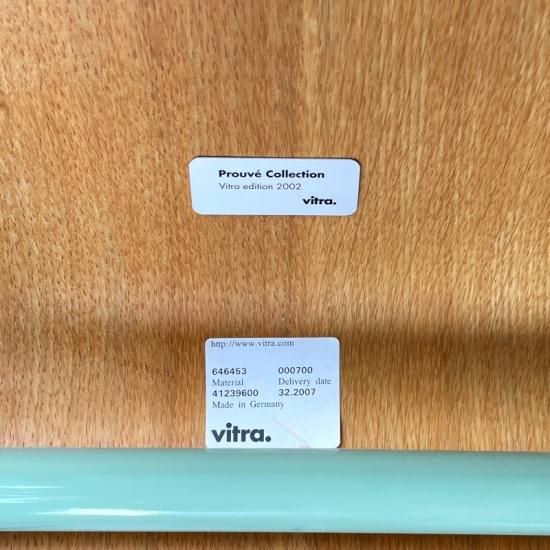 Prouvé Collection
Vitra edition 2002
vitra.
http://www.vitra.com
646453 000700
Material Delivery date
41239600 32.2007
Made in Germany
vitra.